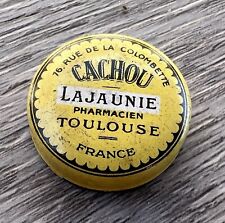 16, RUE DE LA COLOMBETTE
CACHOU
LAJAUNIE
PHARMACIEN
TOULOUSE
FRANCE